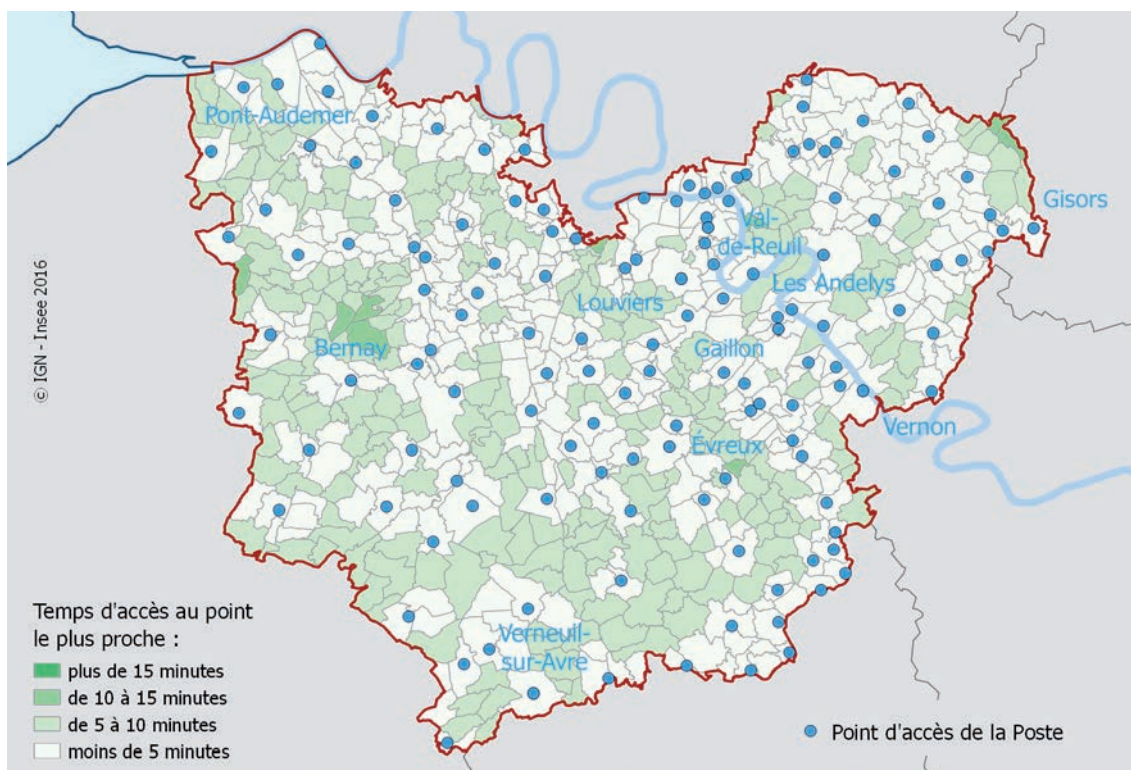 Pont-Audemer
Gisors
Val-
de-Reuil
Les Andelys
Louviers
© IGN - Insee 2016
Bernay
Gaillon
Vernon
Évreux
Temps d'accès au point
le plus proche :
plus de 15 minutes
de 10 à 15 minutes
de 5 à 10 minutes
moins de 5 minutes
Verneuil-
sur-Avre
Point d'accès de la Poste